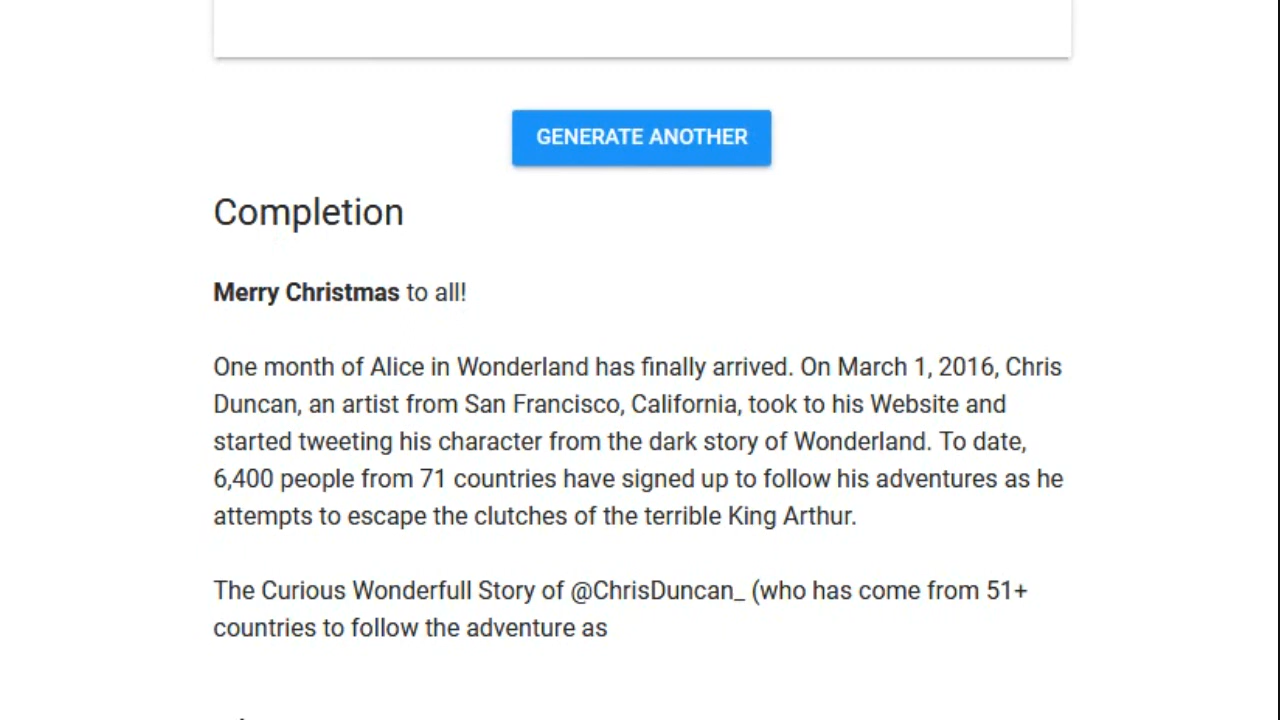 GENERATE ANOTHER
Completion
Merry Christmas to all!
One month of Alice in Wonderland has finally arrived. On March 1, 2016, Chris
Duncan, an artist from San Francisco, California, took to his Website and
started tweeting his character from the dark story of Wonderland. To date,
6,400 people from 71 countries have signed up to follow his adventures as he
attempts to escape the clutches of the terrible King Arthur.
The Curious Wonderfull Story of @ChrisDuncan_ (who has come from 51+
countries to follow the adventure as